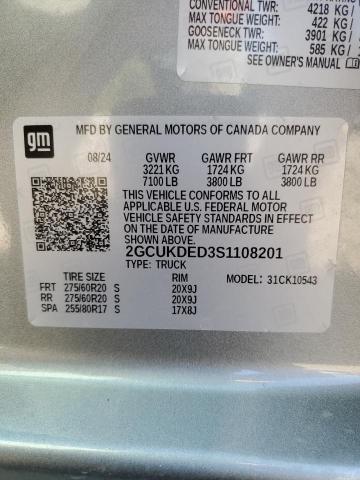 CONVENTIONAL TWR: 4218 KG /
MAX TONGUE WEIGHT: 422 KG /
GOOSENECK TWR: 3901 KG /
MAX TONGUE WEIGHT: 585 KG /
SEE OWNER'S MANUAL
gm
MFD BY GENERAL MOTORS OF CANADA COMPANY
08/24 GVWR GAWR FRT GAWR RR
3221 KG 1724 KG 1724 KG
7100 LB 3800 LB 3800 LB
THIS VEHICLE CONFORMS TO ALL
APPLICABLE U.S. FEDERAL MOTOR
VEHICLE SAFETY STANDARDS IN EFFECT
ON THE DATE OF MANUFACTURE
SHOWN ABOVE.
2GCUKDED3S1108201
TYPE: TRUCK
TIRE SIZE RIM MODEL: 31CK10543
FRT 275/60R20 S 20X9J
RR 275/60R20 S 20X9J
SPA 255/80R17 S 17X8J